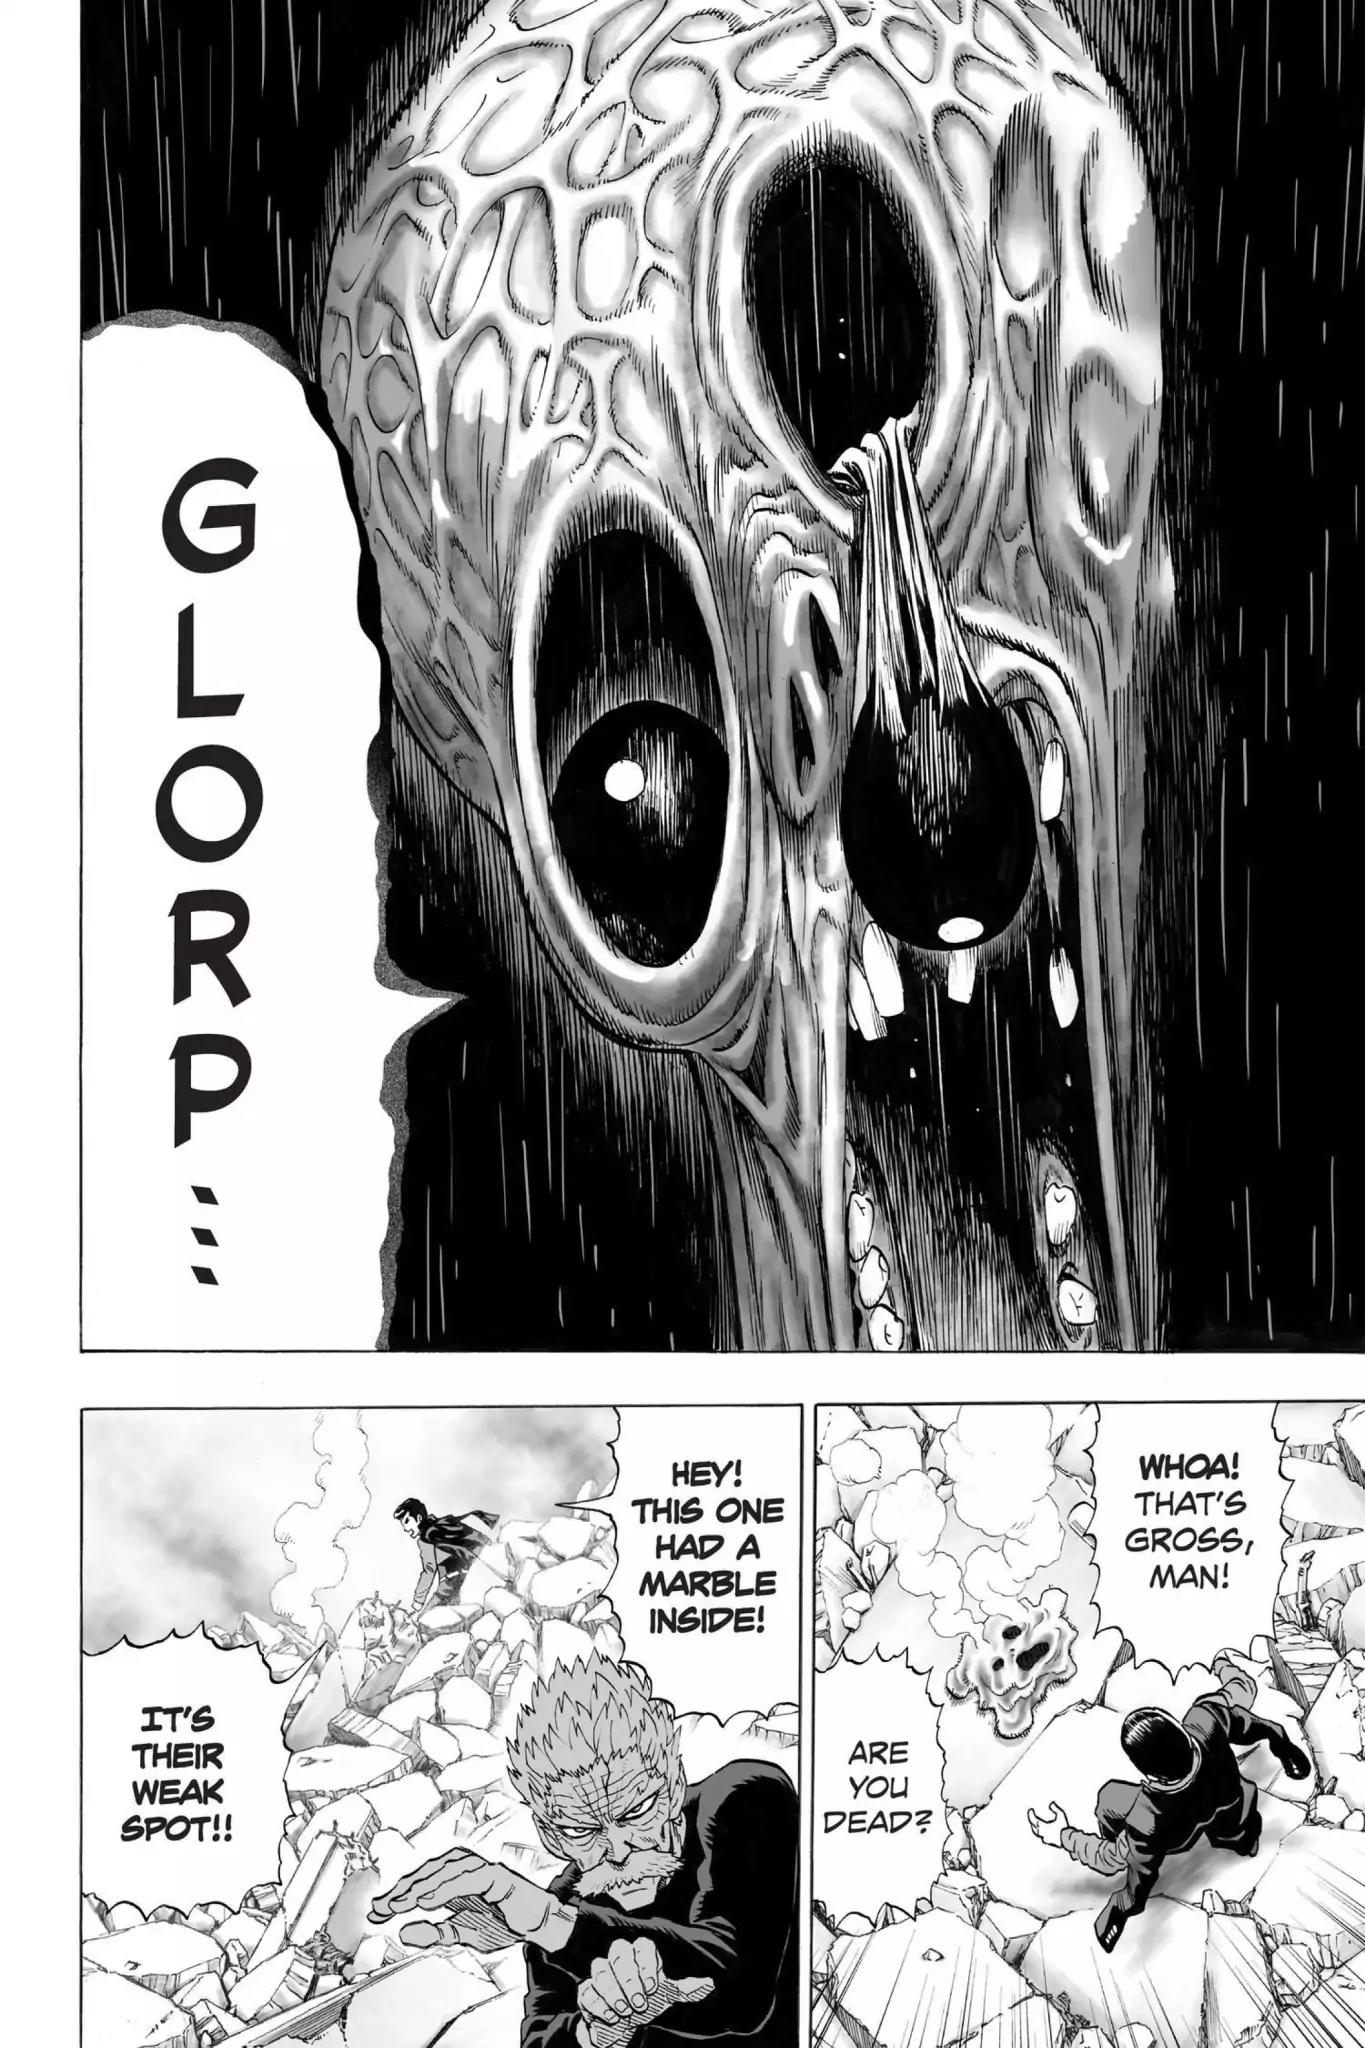 GLORP...
WHOA!
THAT'S
GROSS,
MAN!
ARE
YOU
DEAD?
HEY!
THIS ONE
HAD A
MARBLE
INSIDE!
IT'S
THEIR
WEAK
SPOT!!